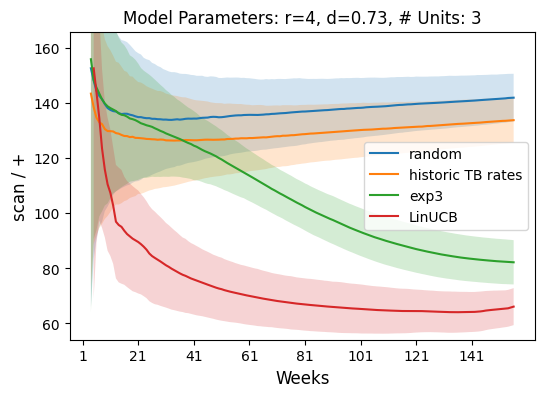 Model Parameters: r=4, d=0.73, # Units: 3
scan / +
160
140
120
100
80
60
random
historic TB rates
exp3
LinUCB
1 21 41 61 81 101 121 141
Weeks